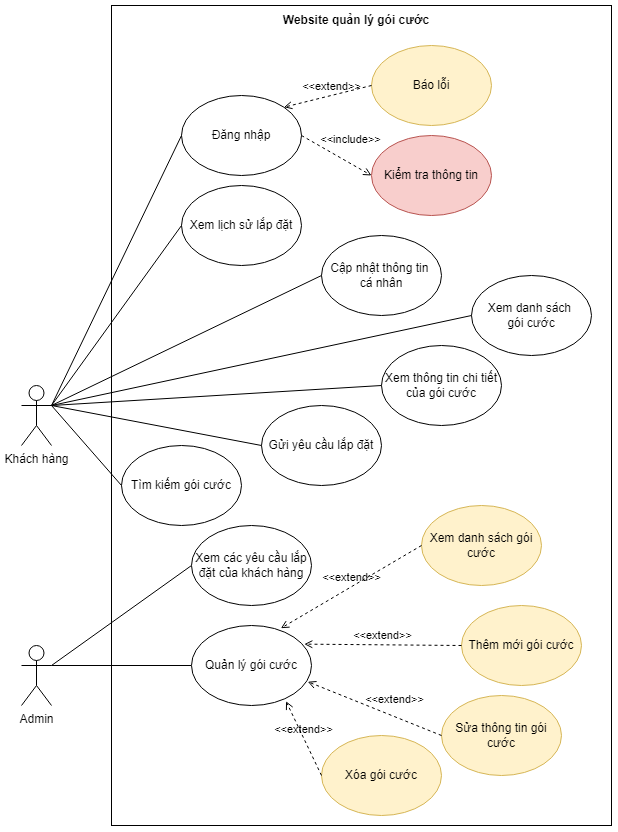 Website quản lý gói cước
<<extend>>
Báo lỗi
Đăng nhập
<<include>>
Kiểm tra thông tin
Xem lịch sử lắp đặt
Cập nhật thông tin
cá nhân
Xem danh sách
gói cước
Xem thông tin chi tiết
của gói cước
Khách hàng
Gửi yêu cầu lắp đặt
Tìm kiếm gói cước
Xem các yêu cầu lắp
đặt của khách hàng
Xem danh sách gói
cước
<<extend>>
Thêm mới gói cước
<<extend>>
Quản lý gói cước
Admin
<<extend>>
Sửa thông tin gói
cước
<<extend>>
Xóa gói cước